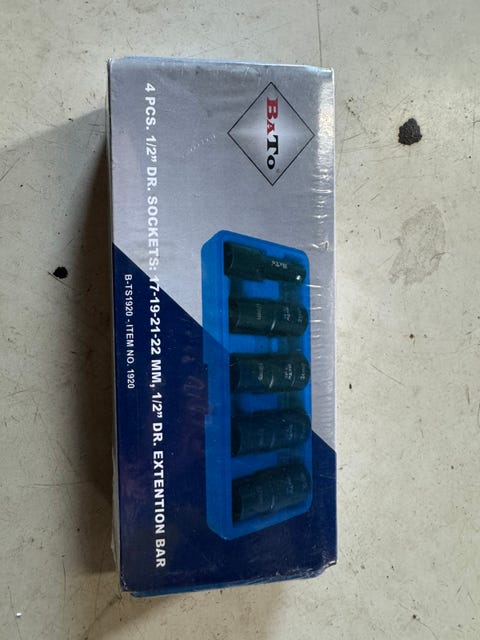 BATO
4 PCS. 1/2" DR. SOCKETS: 17-19-21-22 MM, 1/2" DR. EXTENTION BAR
B-TS1920 - ITEM NO. 1920